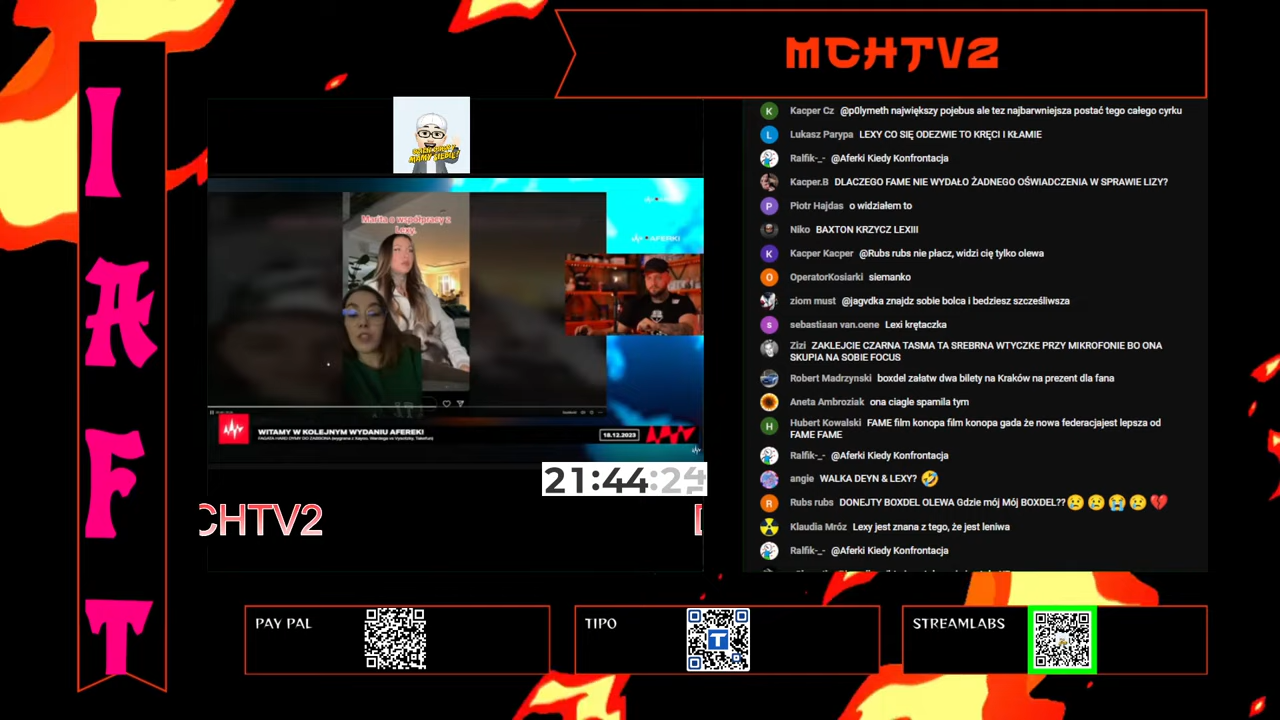 MCHTV2
I
A
F
T
MAMY CIEBIE!
Marita o współpracy z
Lexy.
AFERKI
WITAMY W KOLEJNYM WYDANIU AFEREK!
18.12.2023
21:44:24
CHTV2
Kacper Cz @p0lymeth największy pojebus ale tez najbarwniejsza postać tego całego cyrku
Lukasz Parypa LEXY CO SIĘ ODEZWIE TO KRĘCI I KŁAMIE
Ralfik-_- @Aferki Kiedy Konfrontacja
Kacper.B DLACZEGO FAME NIE WYDAŁO ŻADNEGO OŚWIADCZENIA W SPRAWIE LIZY?
Piotr Hajdas o widziałem to
Niko BAXTON KRZYCZ LEXIII
Kacper Kacper @Rubs rubs nie płacz, widzi cię tylko olewa
OperatorKosiarki siemanko
ziom must @jagvdka znajdz sobie bolca i bedziesz szcześliwsza
sebastiaan van.oene Lexi krętaczka
Zizi ZAKLEJCIE CZARNA TASMA TA SREBRNA WTYCZKE PRZY MIKROFONIE BO ONA
SKUPIA NA SOBIE FOCUS
Robert Madrzynski boxdel załatw dwa bilety na Kraków na prezent dla fana
Aneta Ambroziak ona ciagle spamila tym
Hubert Kowalski FAME film konopa film konopa gada że nowa federacjajest lepsza od
FAME FAME
Ralfik-_- @Aferki Kiedy Konfrontacja
angie WALKA DEYN & LEXY? 🤣
Rubs rubs DONEJTY BOXDEL OLEWA Gdzie mój Mój BOXDEL??😢😢😭😢💔
Klaudia Mróz Lexy jest znana z tego, że jest leniwa
Ralfik-_- @Aferki Kiedy Konfrontacja
PAY PAL
TIPO
STREAMLABS